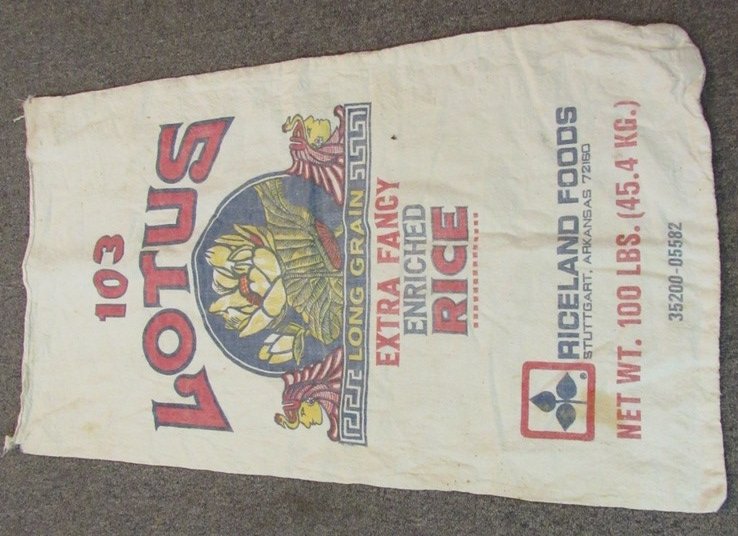 103
LOTUS
LONG GRAIN
EXTRA FANCY
ENRICHED
RICE
RICELAND FOODS
STUTTGART, ARKANSAS 72160
NET WT. 100 LBS. (45.4 KG.)
35200-05582